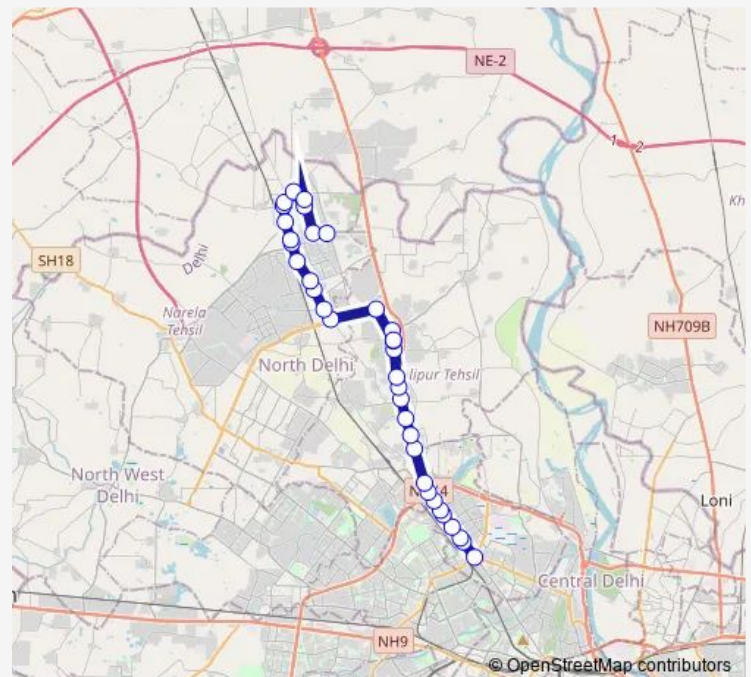 NE-2
1
2
Kh
Delhi
SH18
Narela
Tehsil
NH709B
North Delhi
lipur Tehsil
North West
Delhi
Loni
Central Delhi
NH9
© OpenStreetMap contributors